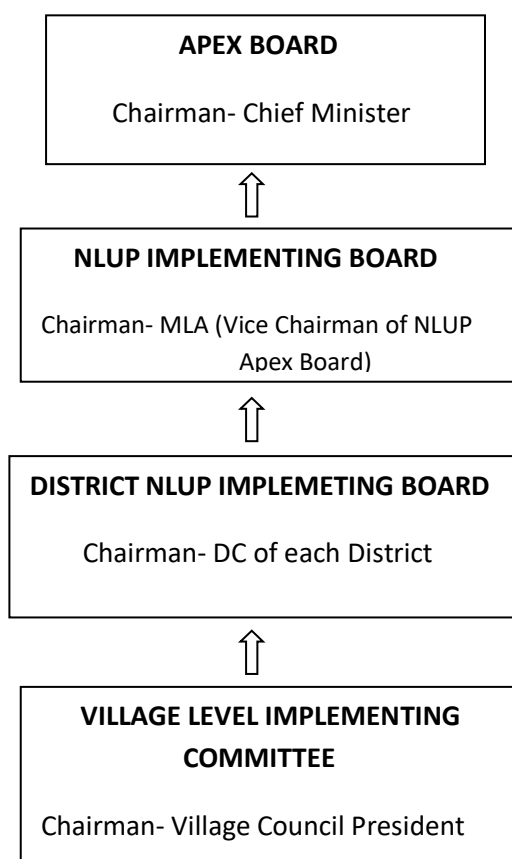 APEX BOARD
Chairman- Chief Minister
NLUP IMPLEMENTING BOARD
Chairman- MLA (Vice Chairman of NLUP
Apex Board)
DISTRICT NLUP IMPLEMETING BOARD
Chairman- DC of each District
VILLAGE LEVEL IMPLEMENTING
COMMITTEE
Chairman- Village Council President